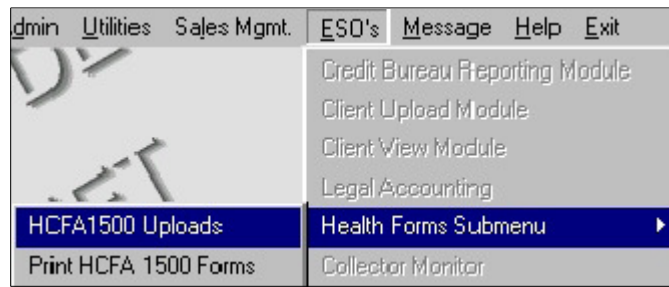 dmin Utilities Sales Mgmt. ESO's Message Help Exit
Credit Bureau Reporting Module
Client Upload Module
Client View Module
Legal Accounting
HCFA1500 Uploads Health Forms Submenu
Print HCFA 1500 Forms Collector Monitor